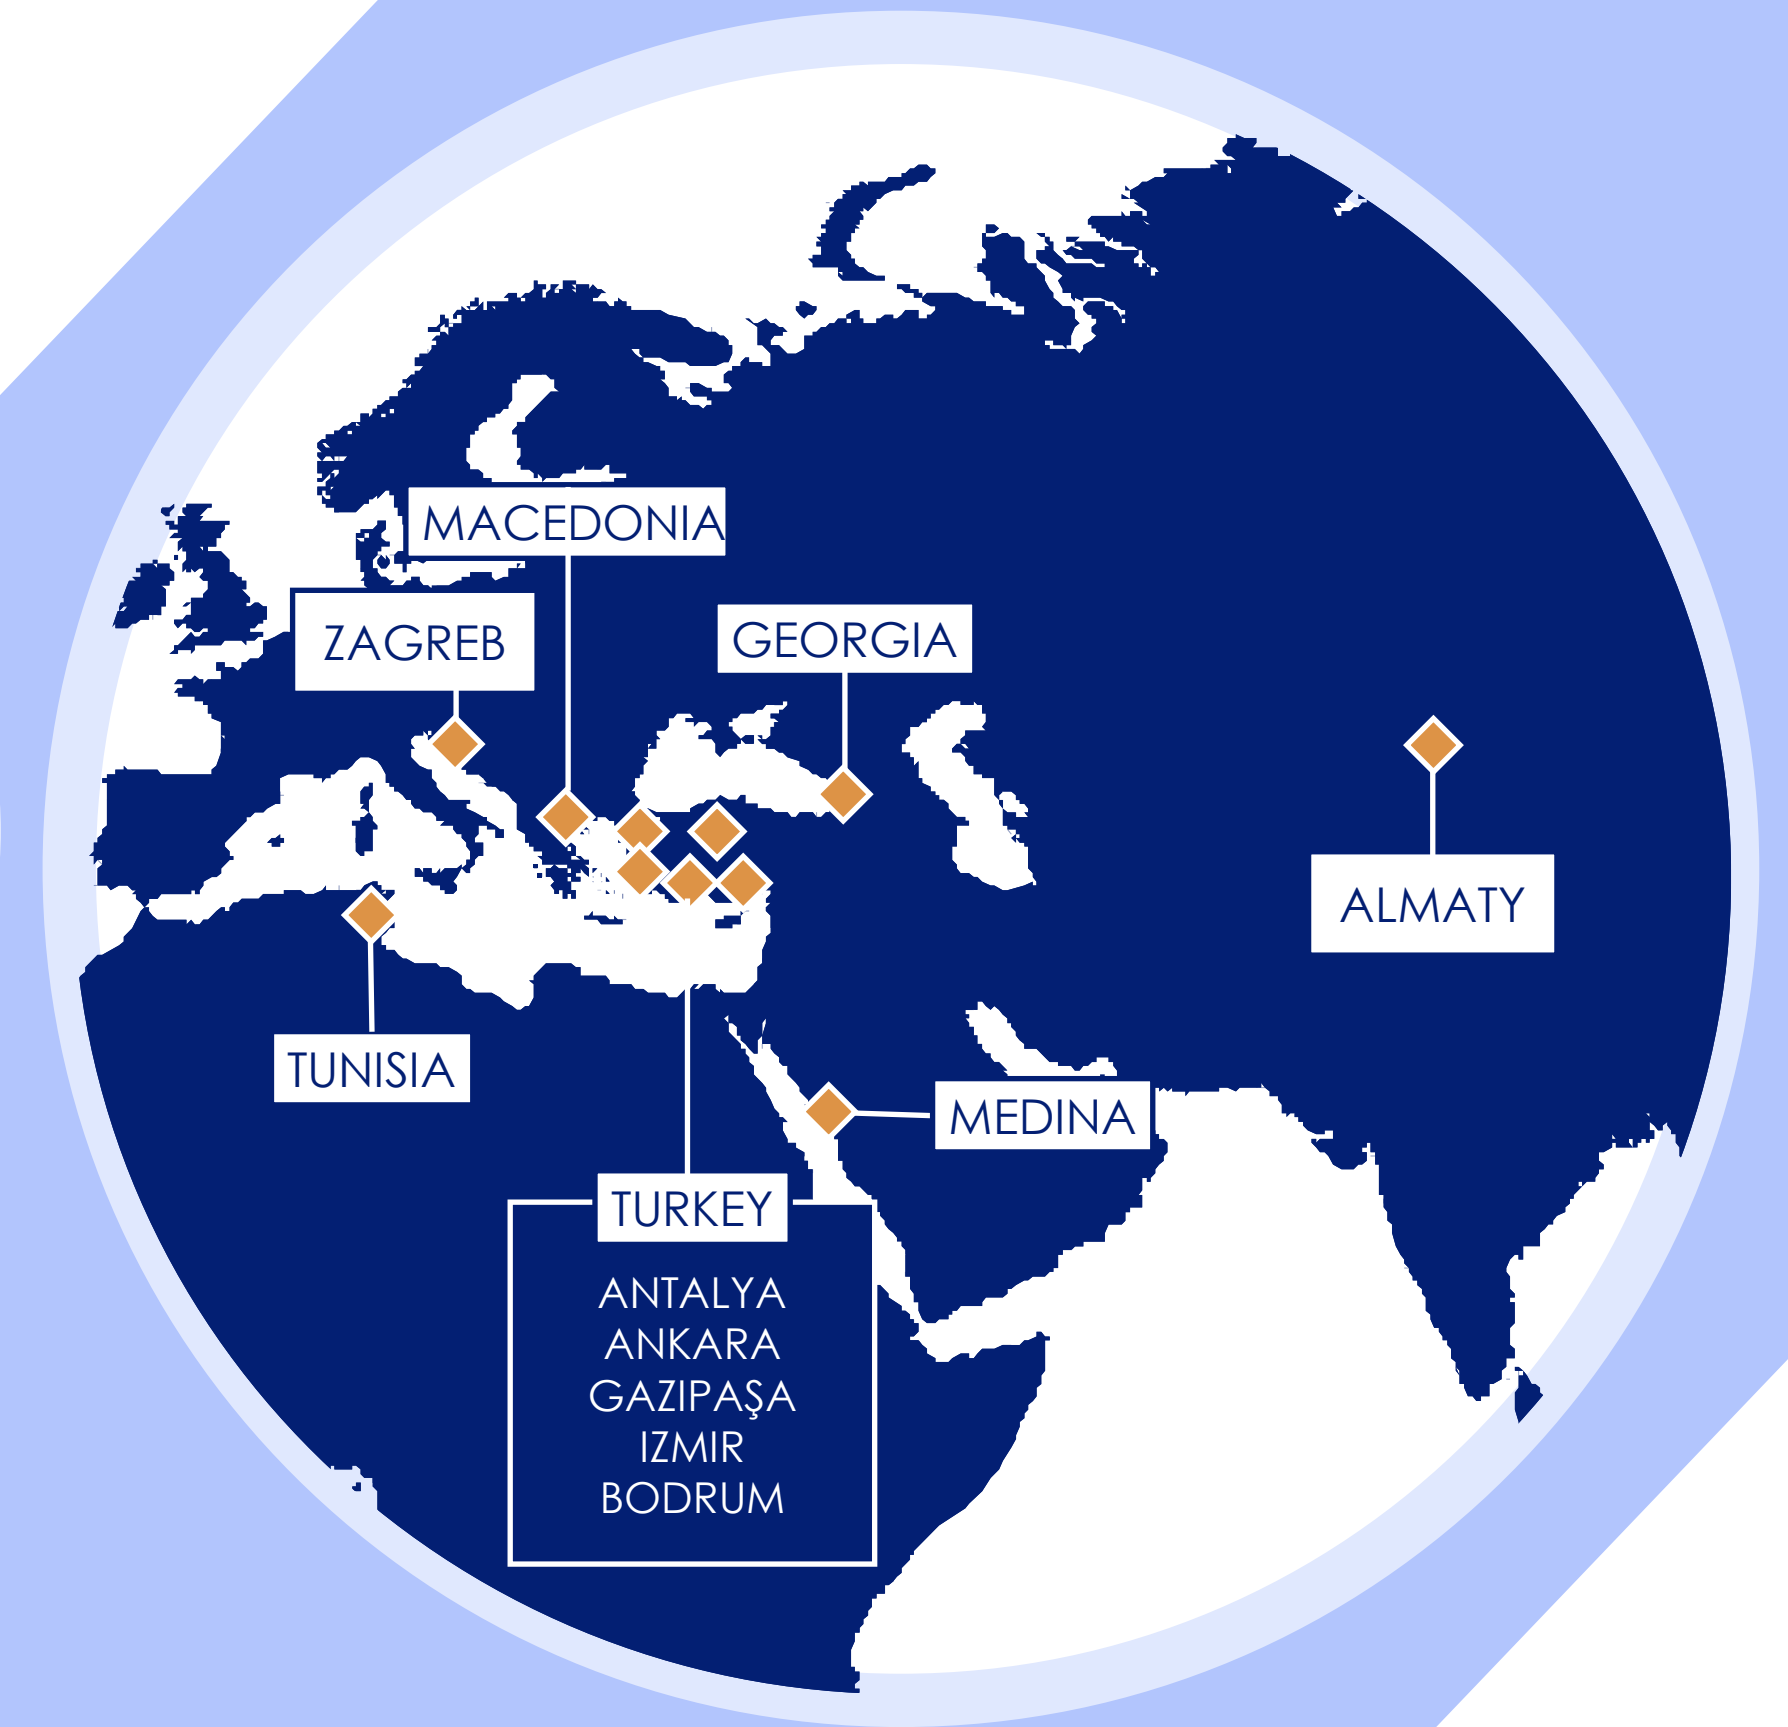 MACEDONIA
ZAGREB
GEORGIA
ALMATY
TUNISIA
MEDINA
TURKEY
ANTALYA
ANKARA
GAZIPAŞA
IZMIR
BODRUM